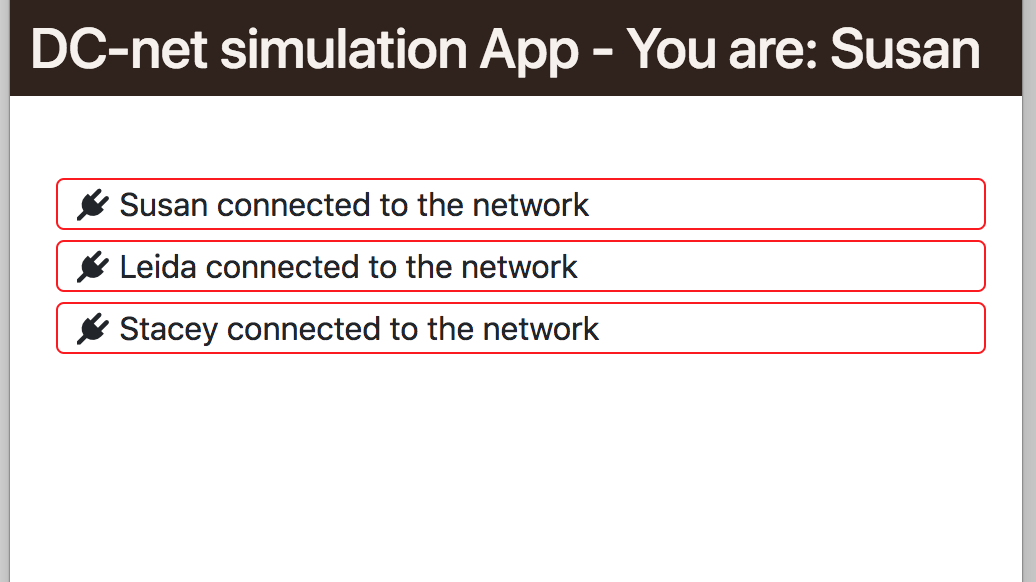 DC-net simulation App - You are: Susan
Susan connected to the network
Leida connected to the network
Stacey connected to the network